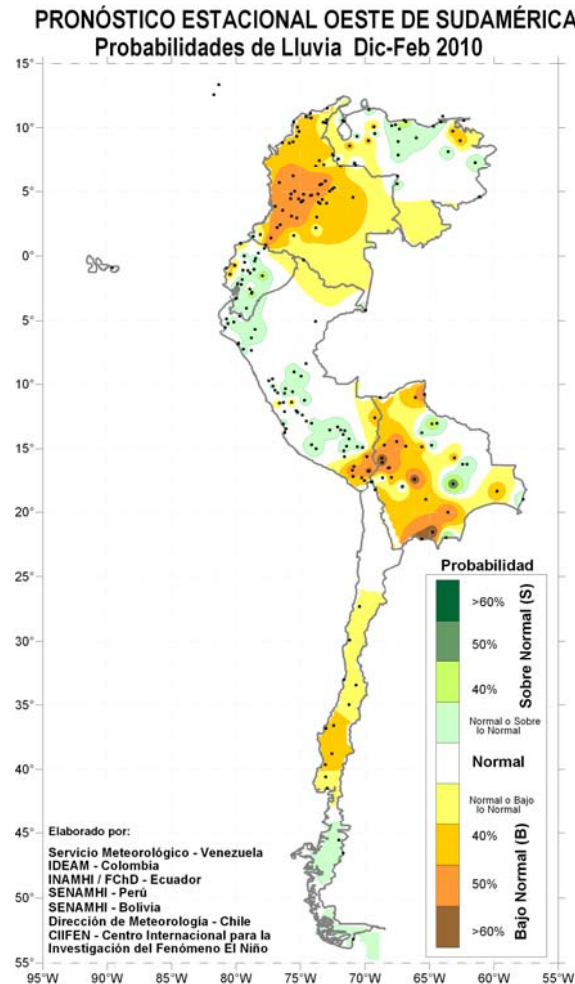 PRONÓSTICO ESTACIONAL OESTE DE SUDAMÉRICA
Probabilidades de Lluvia Dic-Feb 2010
15°
10°
5°
0°
5°
10°
15°
20°
25°
30°
35°
40°
45°
50°
55°
95°W 90°W 85°W 80°W 75°W 70°W 65°W 60°W 55°W
Probabilidad
>60%
50%
40%
Normal o Sobre
lo Normal
Normal
Normal o Bajo
lo Normal
40%
50%
>60%
Sobre Normal (S)
Bajo Normal (B)
Elaborado por:
Servicio Meteorológico - Venezuela
IDEAM - Colombia
INAMHI / FChD - Ecuador
SENAMHI - Perú
SENAMHI - Bolivia
Dirección de Meteorología - Chile
CIIFEN - Centro Internacional para la
Investigación del Fenómeno El Niño